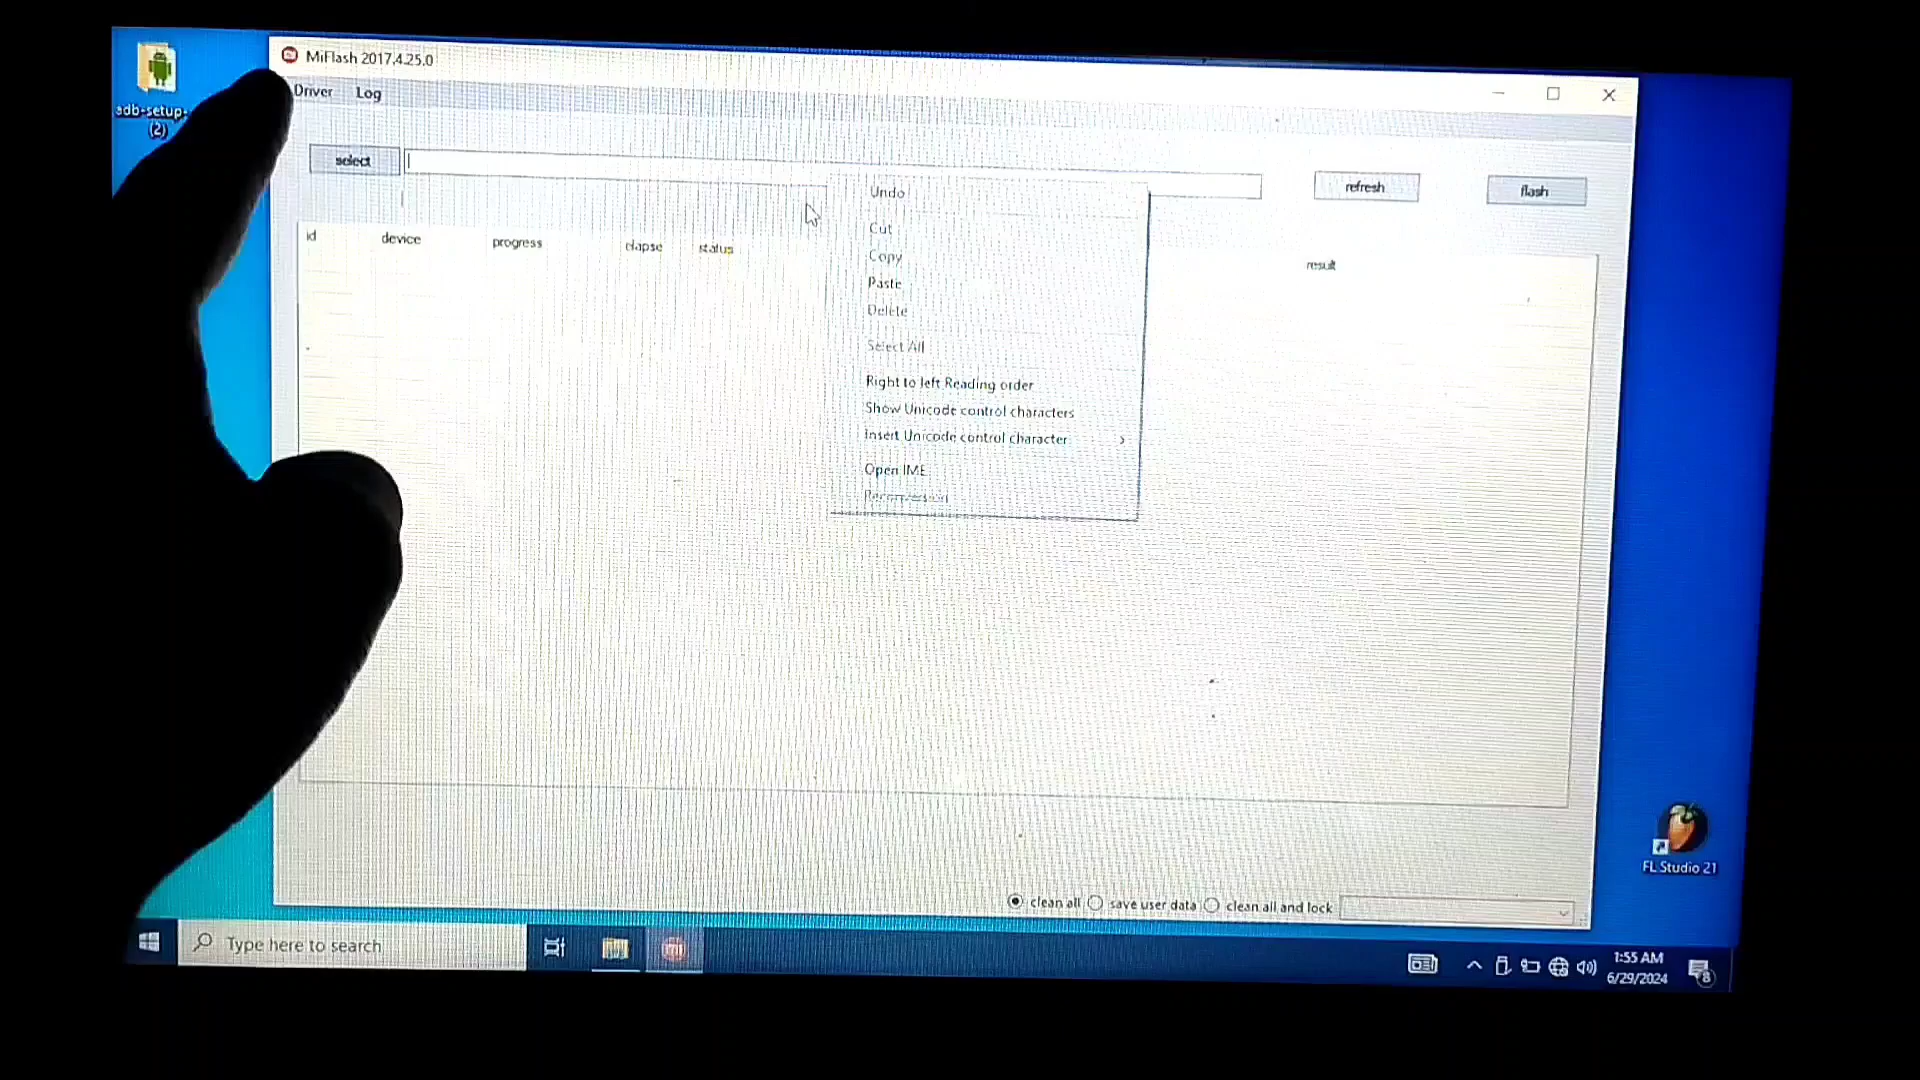 MiFlash 2017.4.25.0
Driver Log
adb-setup-
(2)
select
refresh
flash
id device progress elapse status result
Undo
Cut
Copy
Paste
Delete
Select All
Right to left Reading order
Show Unicode control characters
Insert Unicode control character
Open IME
Reconversion
FL Studio 21
clean all save user data clean all and lock
Type here to search
1:55 AM
6/29/2024
8